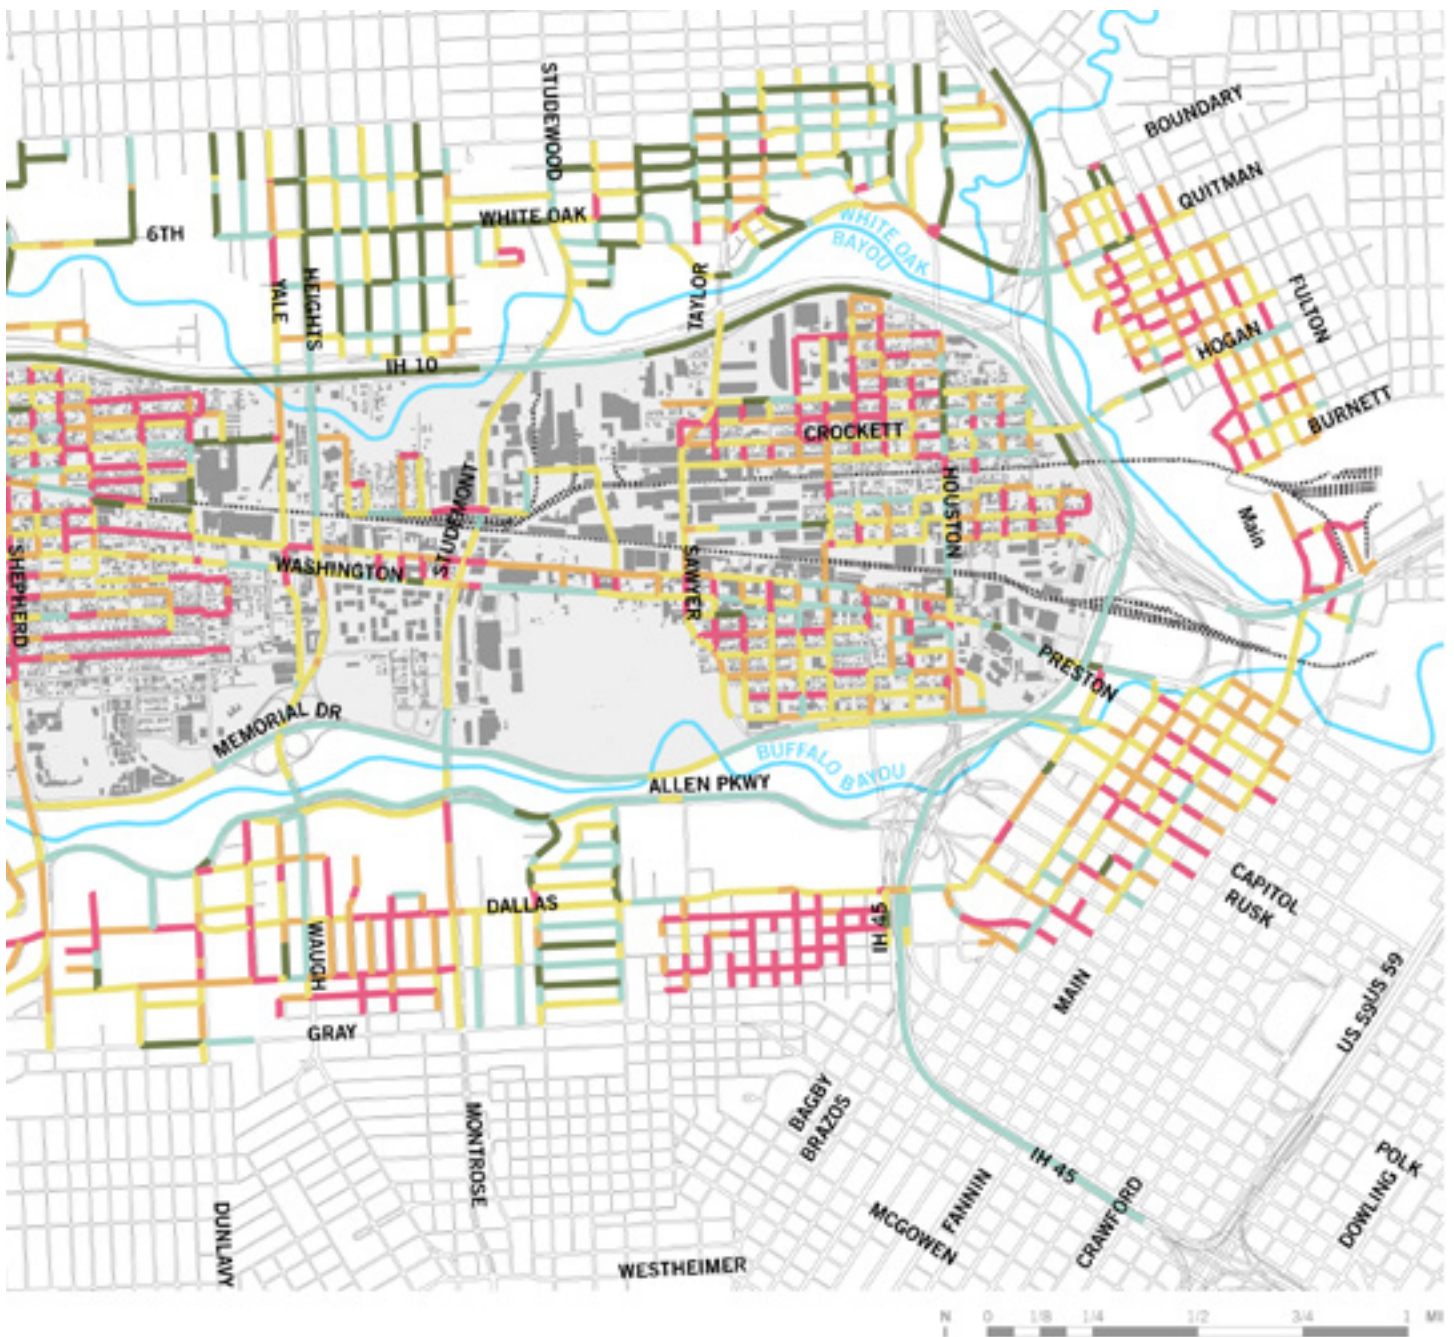 STUDEWOOD
BOUNDARY
QUITMAN
WHITE OAK
6TH
WHITE OAK
BAYOU
YALE
HEIGHTS
TAYLOR
FULTON
HOGAN
IH 10
BURNETT
CROCKETT
HOUSTON
STUDEMONT
Main
SHEPHERD
WASHINGTON
SAWYER
PRESTON
MEMORIAL DR
BUFFALO BAYOU
ALLEN PKWY
CAPITOL
RUSK
DALLAS
IH 45
WAUGH
MAIN
US 59
US 59
GRAY
BAGBY
BRAZOS
MONTROSE
IH 45
POLK
DOWLING
FANNIN
CRAWFORD
MCGOWEN
DUNLAVY
WESTHEIMER
N 0 1/8 1/4 1/2 3/4 1 MI